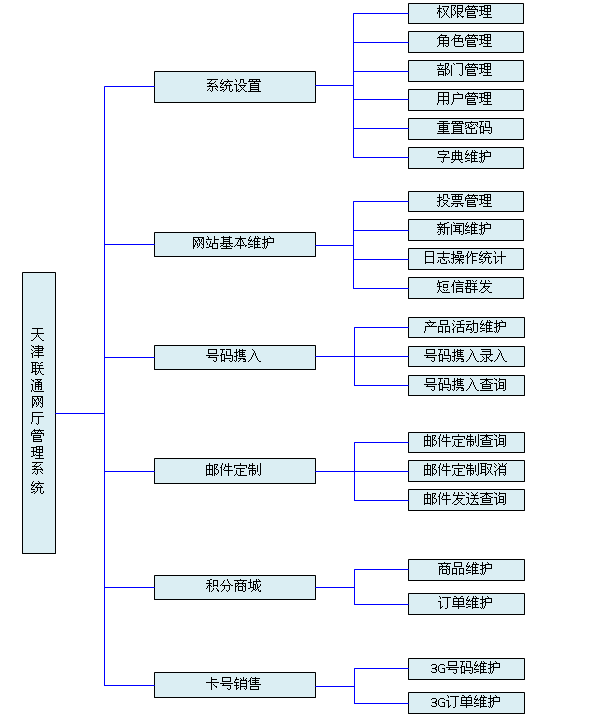 天津联通网厅管理系统
系统设置
权限管理
角色管理
部门管理
用户管理
重置密码
字典维护
网站基本维护
投票管理
新闻维护
日志操作统计
短信群发
号码携入
产品活动维护
号码携入录入
号码携入查询
邮件定制
邮件定制查询
邮件定制取消
邮件发送查询
积分商城
商品维护
订单维护
卡号销售
3G号码维护
3G订单维护